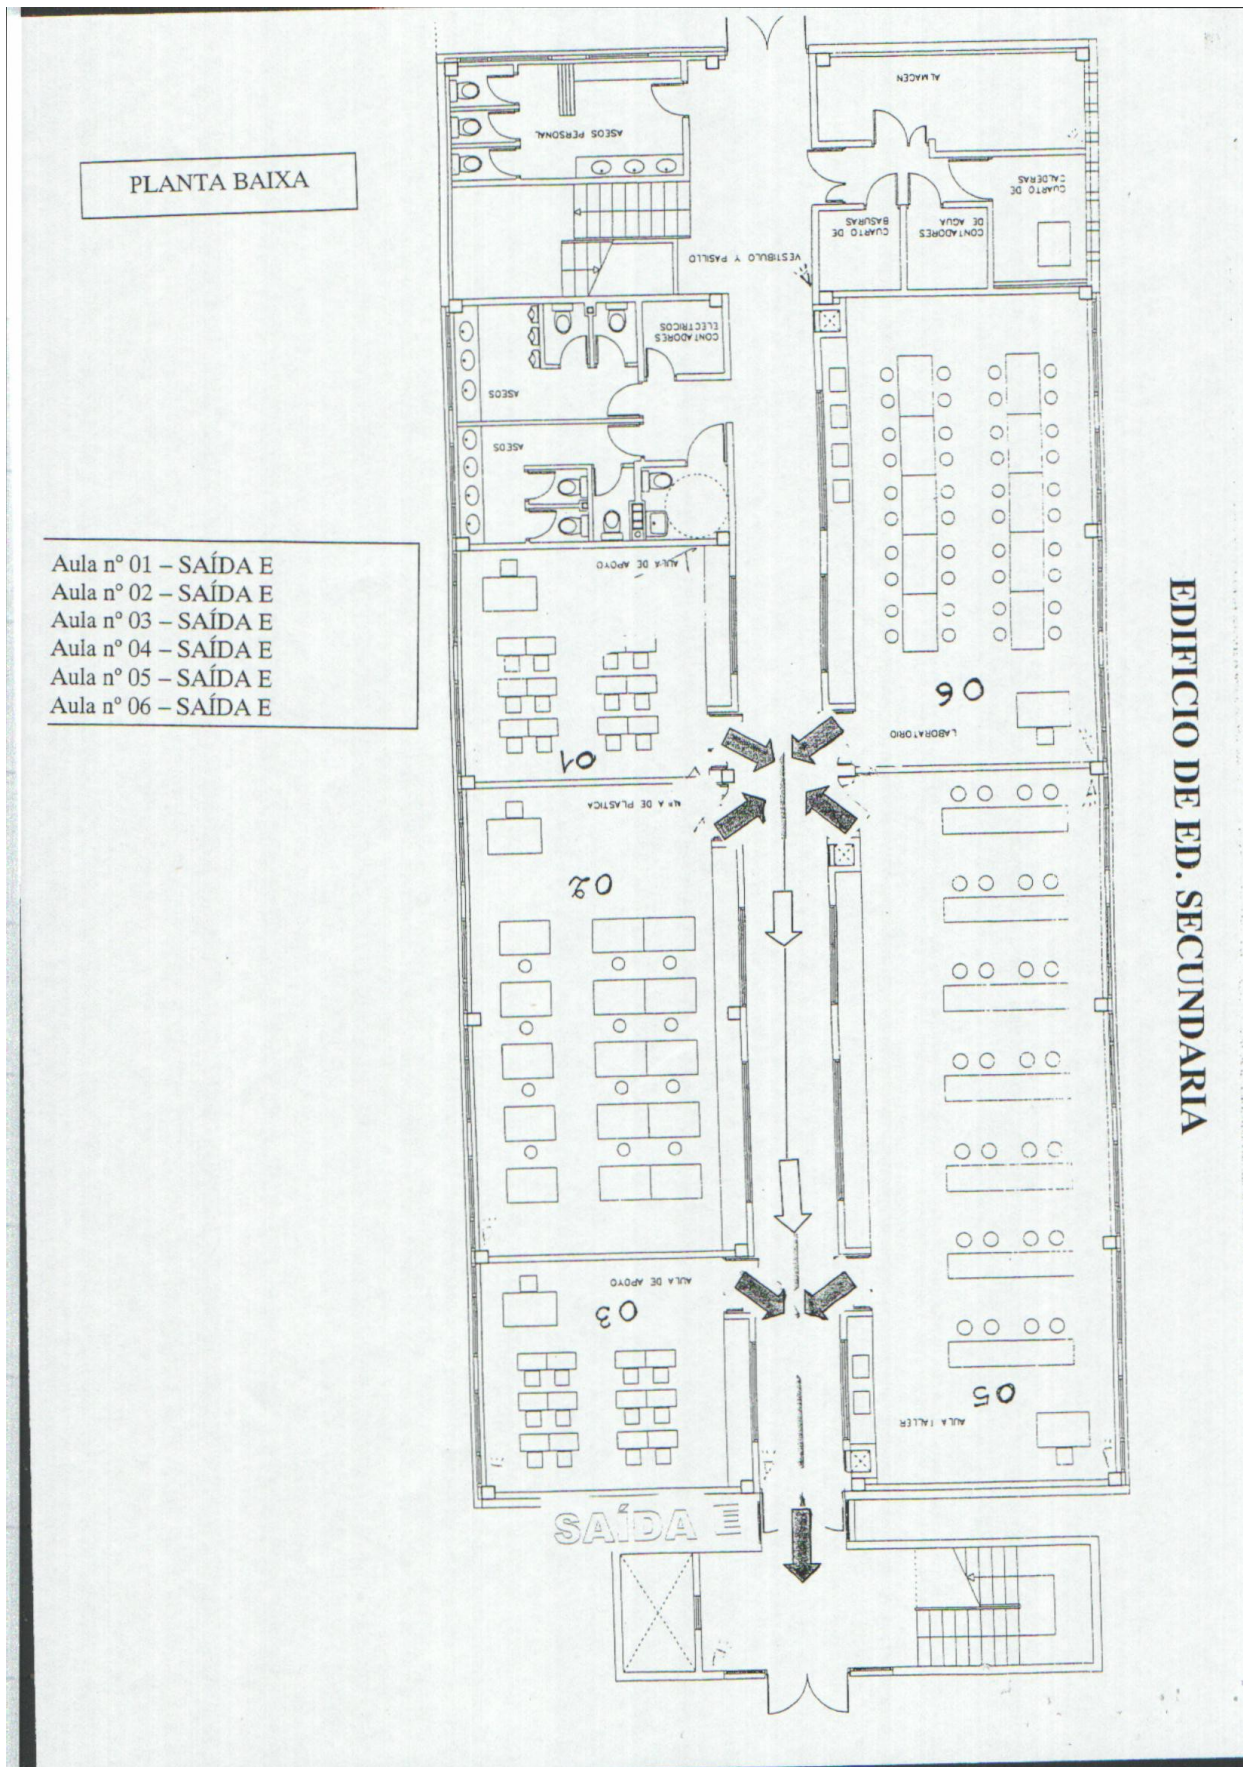 PLANTA BAIXA
Aula nº 01 – SAÍDA E
Aula nº 02 – SAÍDA E
Aula nº 03 – SAÍDA E
Aula nº 04 – SAÍDA E
Aula nº 05 – SAÍDA E
Aula nº 06 – SAÍDA E
EDIFICIO DE ED. SECUNDARIA
ALMACEN
ASEOS PERSONAL
CUARTO DE
CALDERAS
CONTADORES
DE AGUA
CUARTO DE
BASURAS
VESTIBULO Y PASILLO
CONTADORES
ELECTRICOS
ASEOS
ASEOS
AULA DE APOYO
01
06
LABORATORIO
A DE PLASTICA
02
AULA DE APOYO
03
05
AULA TALLER
SAÍDA E